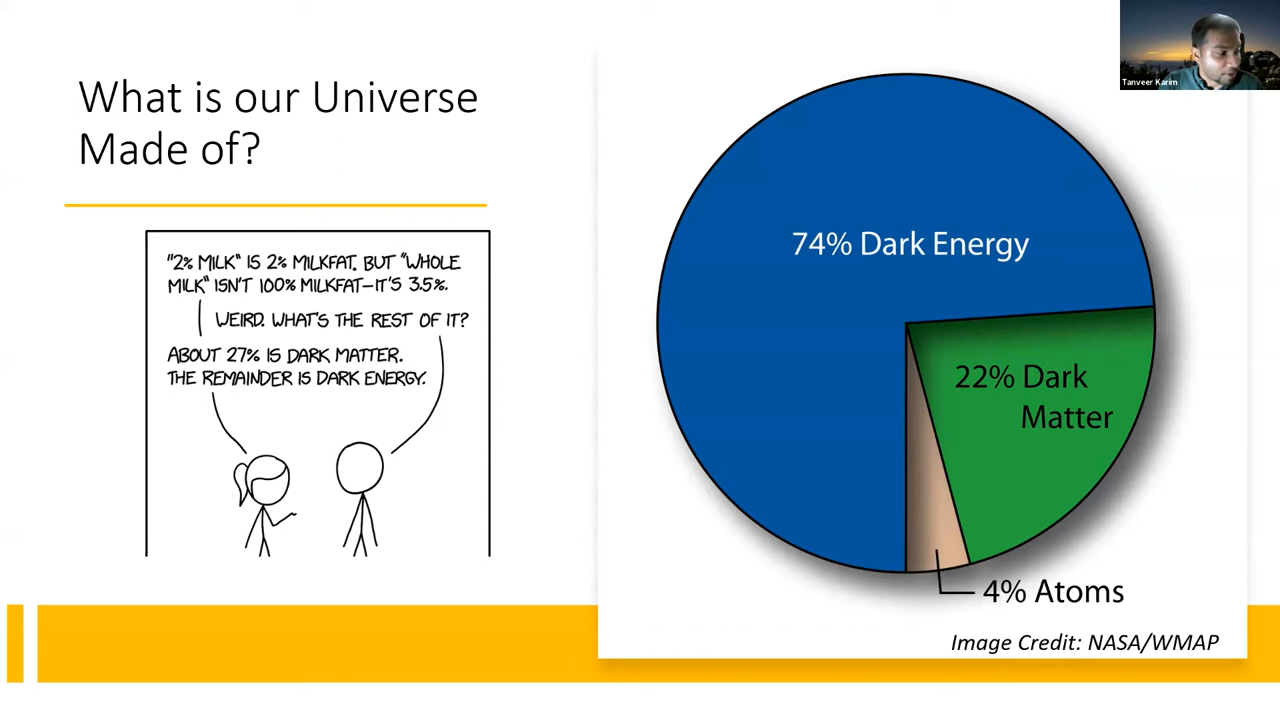 What is our Universe
Made of?
"2% MILK" IS 2% MILKFAT. BUT "WHOLE
MILK" ISN'T 100% MILKFAT—IT'S 3.5%.
WEIRD. WHAT'S THE REST OF IT?
ABOUT 27% IS DARK MATTER.
THE REMAINDER IS DARK ENERGY.
74% Dark Energy
22% Dark
Matter
4% Atoms
Image Credit: NASA/WMAP
Tanveer Karim